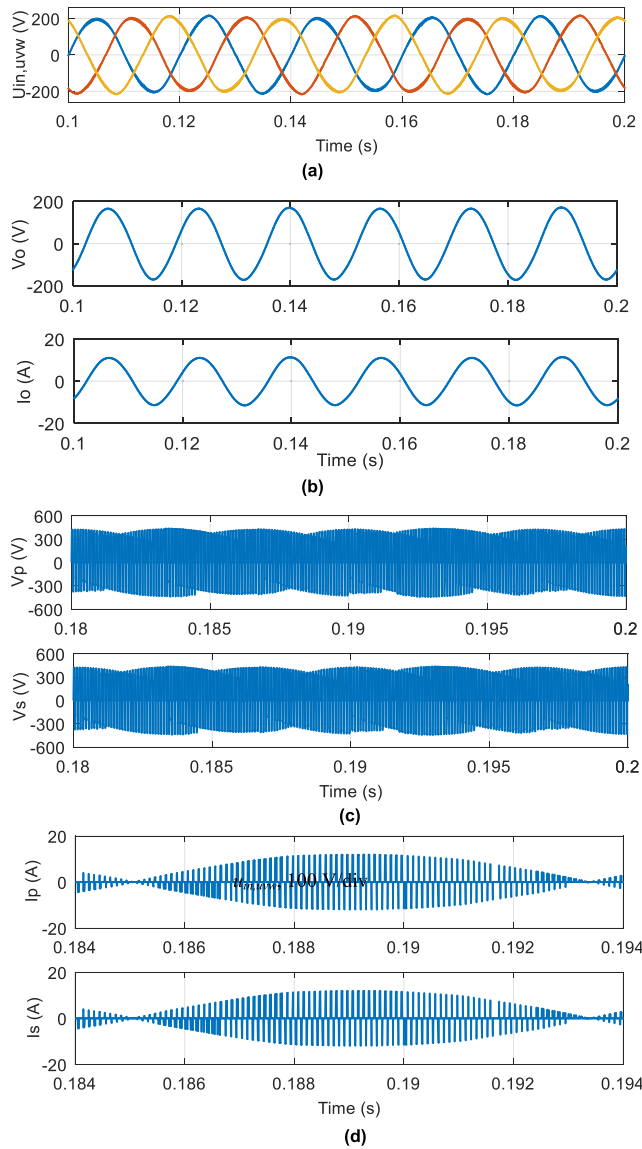 Uin,uvw
200
0
-200
0.1 0.12 0.14 0.16 0.18 0.2
Time (s)
(a)
Vo (V)
200
0
-200
0.1 0.12 0.14 0.16 0.18 0.2
Io (A)
20
0
-20
0.1 0.12 0.14 0.16 0.18 0.2
Time (s)
(b)
Vp (V)
600
300
0
-300
-600
0.18 0.185 0.19 0.195 0.2
Vs (V)
600
300
0
-300
-600
0.18 0.185 0.19 0.195 0.2
Time (s)
(c)
Ip (A)
20
0
-20
u_in,uvw, 100 V/div
0.184 0.186 0.188 0.19 0.192 0.194
Is (A)
20
0
-20
0.184 0.186 0.188 0.19 0.192 0.194
Time (s)
(d)